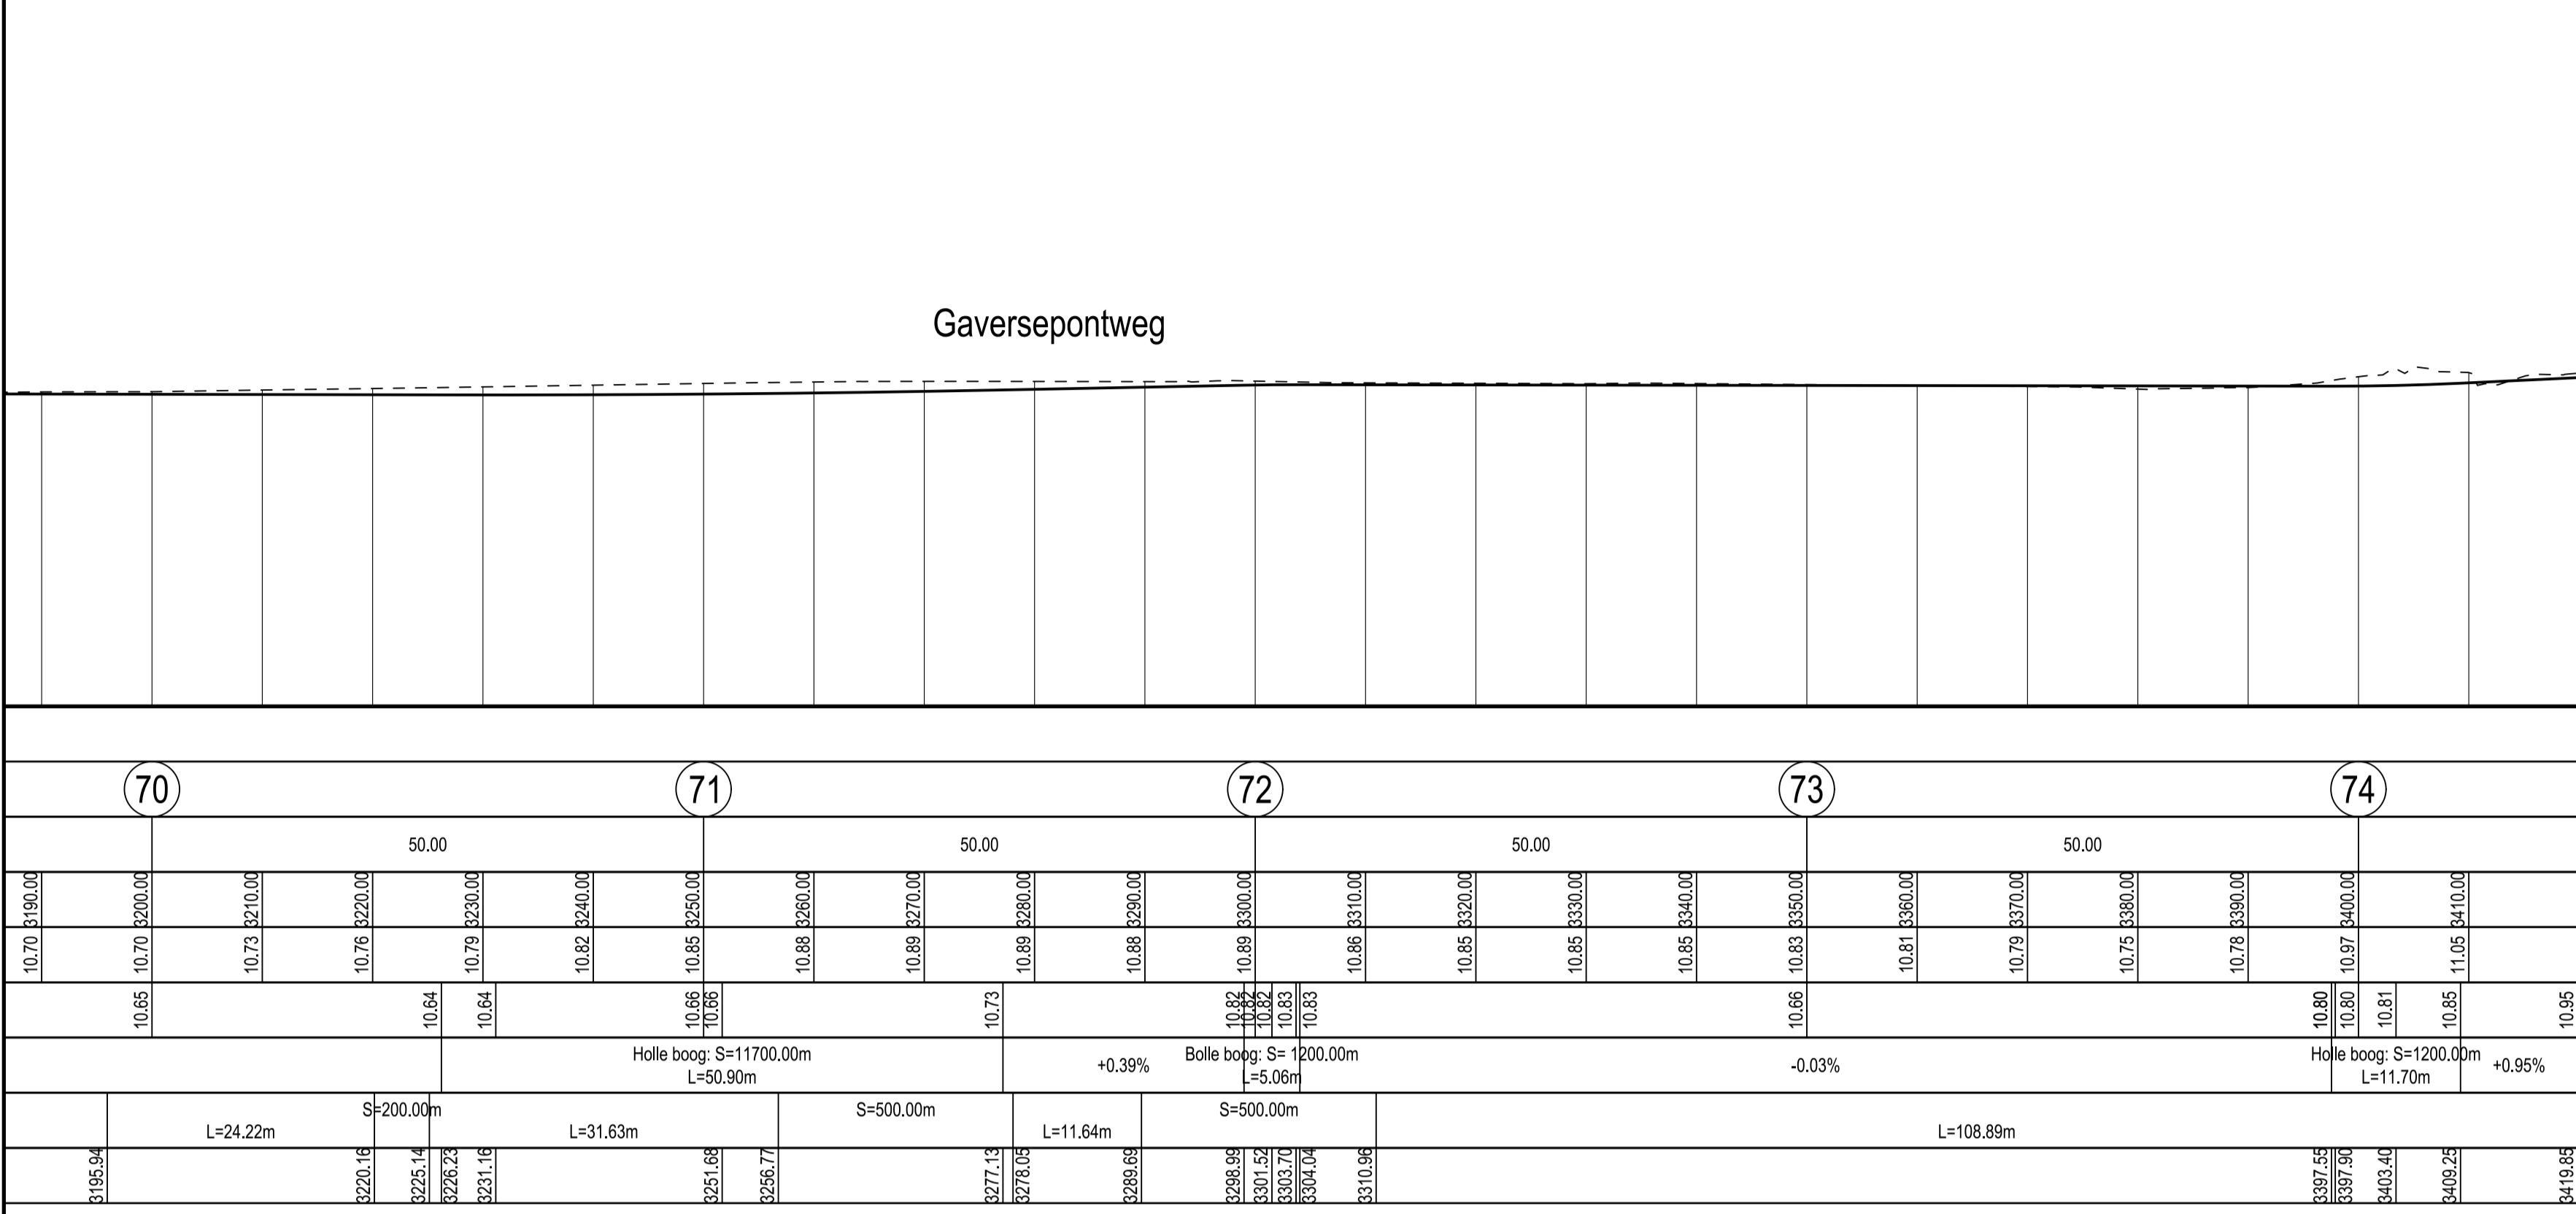 Gaversepontweg
70 71 72 73 74
50.00 50.00 50.00 50.00
3190.00 3200.00 3210.00 3220.00 3230.00 3240.00 3250.00 3260.00 3270.00 3280.00 3290.00 3300.00 3310.00 3320.00 3330.00 3340.00 3350.00 3360.00 3370.00 3380.00 3390.00 3400.00 3410.00
10.70 10.70 10.73 10.76 10.79 10.82 10.85 10.88 10.89 10.89 10.88 10.89 10.86 10.85 10.85 10.85 10.83 10.81 10.79 10.75 10.78 10.97 11.05
10.65 10.64 10.64 10.66 10.66 10.73 10.82 10.82 10.82 10.83 10.83 10.66 10.80 10.80 10.81 10.85 10.95
Holle boog: S=11700.00m Bolle boog: S= 1200.00m Holle boog: S=1200.00m
+0.39% -0.03% +0.95%
L=50.90m L=5.06m L=11.70m
S=200.00m S=500.00m S=500.00m
L=24.22m L=31.63m L=11.64m L=108.89m
3195.94 3220.16 3225.14 3226.23 3231.16 3251.68 3256.77 3277.13 3278.05 3289.69 3298.99 3301.52 3303.70 3304.04 3310.96 3397.55 3397.90 3403.40 3409.25 3419.85